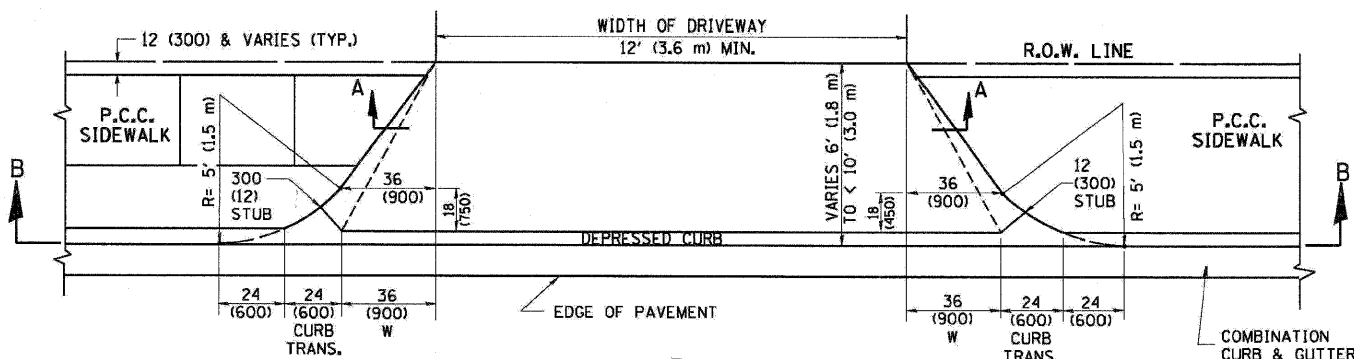 12 (300) & VARIES (TYP.)
WIDTH OF DRIVEWAY
12' (3.6 m) MIN.
R.O.W. LINE
P.C.C.
SIDEWALK
A
A
P.C.C.
SIDEWALK
B
B
R= 5' (1.5 m)
300
(12)
STUB
36
(900)
18
(750)
VARIES 6' (1.8 m)
TO < 10' (3.0 m)
18
(450)
36
(900)
12
(300)
STUB
R= 5' (1.5 m)
DEPRESSED CURB
24
(600)
24
(600)
CURB
TRANS.
36
(900)
W
EDGE OF PAVEMENT
36
(900)
W
24
(600)
CURB
TRANS
24
(600)
COMBINATION
CURB & GUTTER